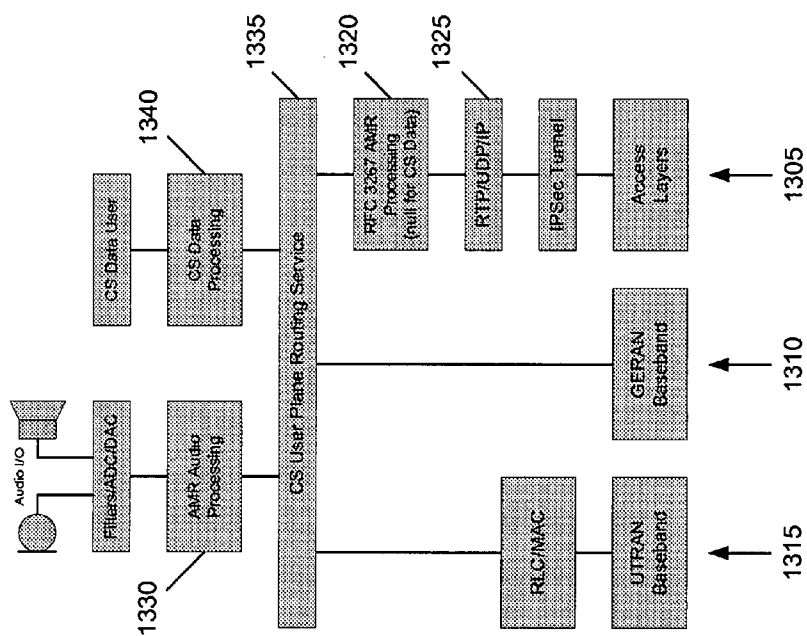 Audio I/O
Filters/ADC/DAC
AMR Audio
Processing
1330
CS Data User
CS Data
Processing
1340
CS User Plane Routing Service
1335
RFC 3267 AMR
Processing
(null for CS Data)
1320
RTP/UDP/IP
1325
IPSec Tunnel
RLC/MAC
UTRAN
Baseband
GERAN
Baseband
Access
Layers
1315
1310
1305